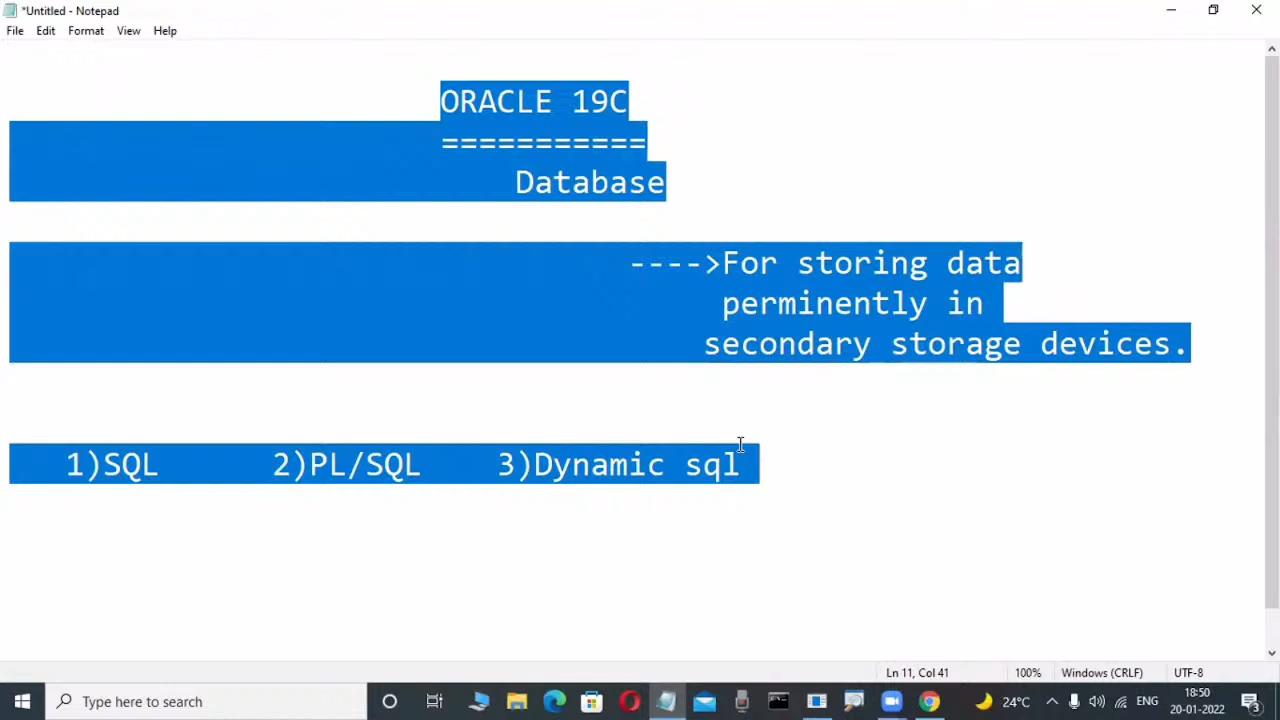 *Untitled - Notepad
File Edit Format View Help
ORACLE 19C
===========
Database
---->For storing data
perminently in
secondary storage devices.
1)SQL 2)PL/SQL 3)Dynamic sql
Ln 11, Col 41 100% Windows (CRLF) UTF-8
Type here to search
24°C ENG 18:50
20-01-2022
3